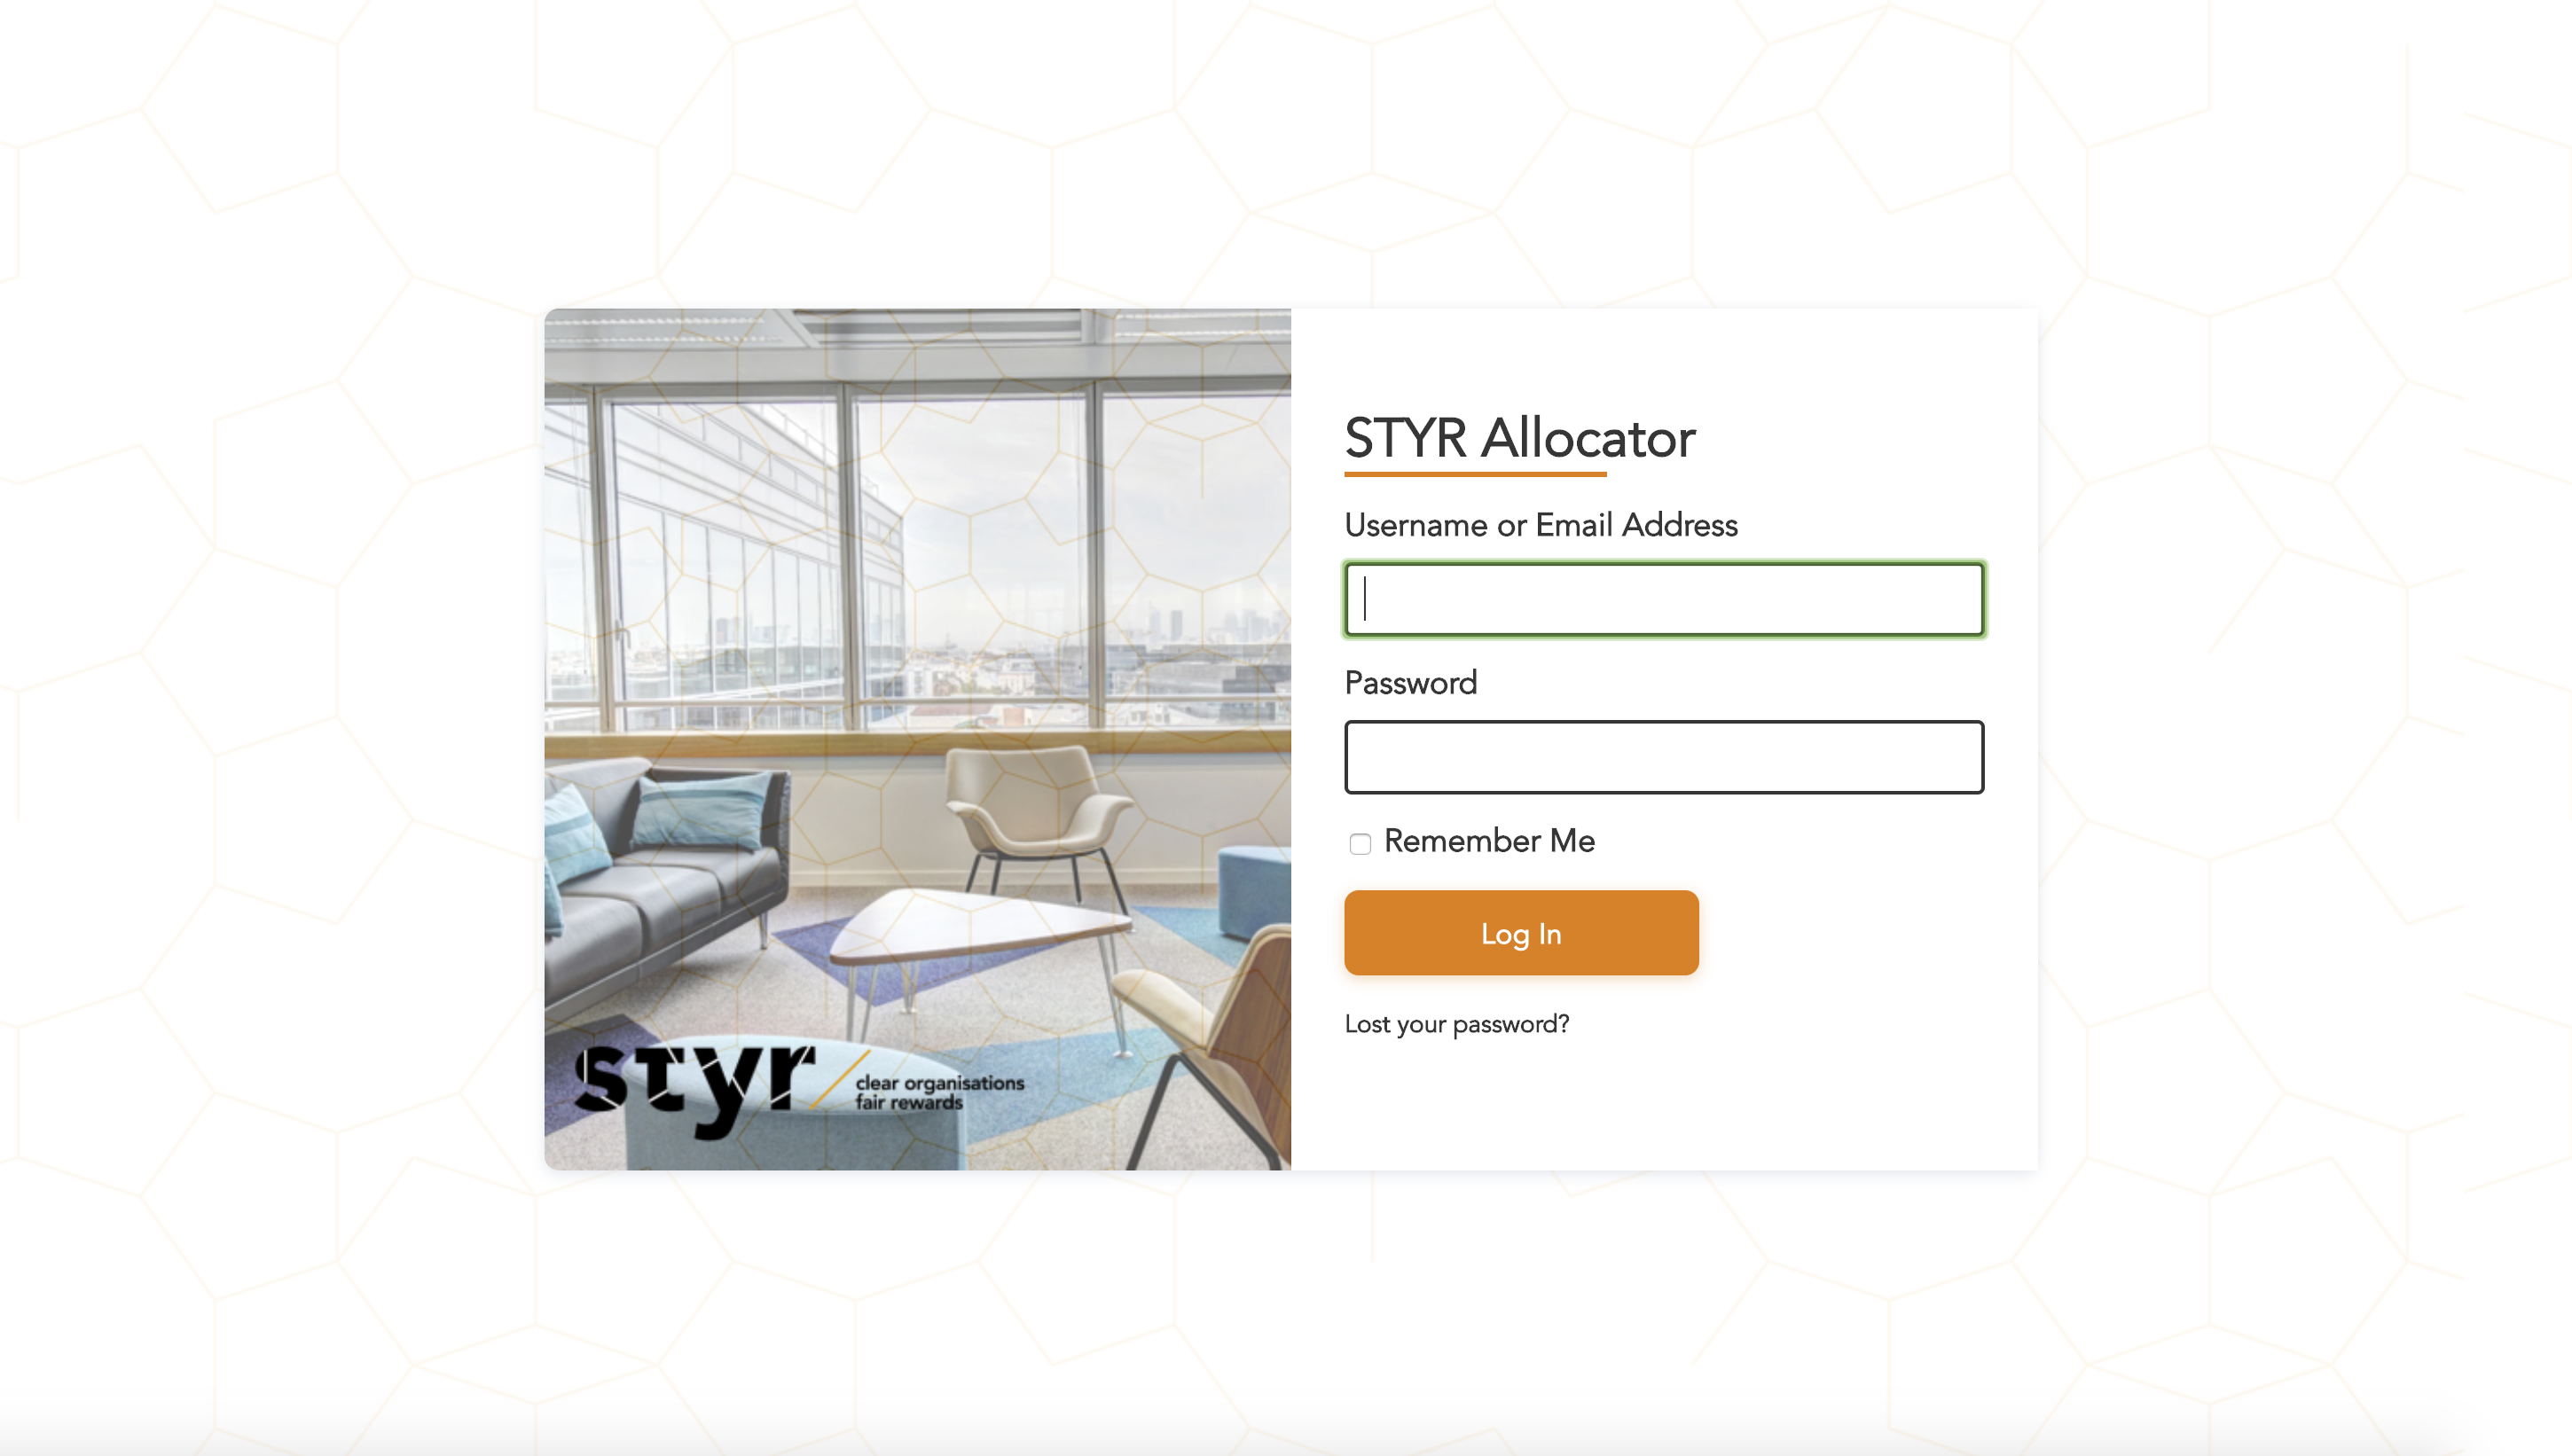 STYR Allocator
Username or Email Address
Password
Remember Me
Log In
Lost your password?
styr
clear organisations
fair rewards